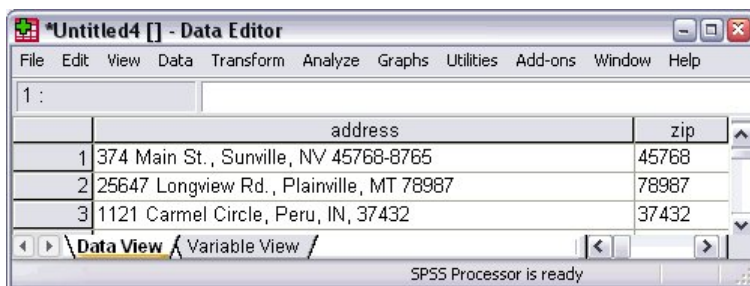 *Untitled4 [] - Data Editor
File Edit View Data Transform Analyze Graphs Utilities Add-ons Window Help
1 :
address zip
1 374 Main St., Sunville, NV 45768-8765 45768
2 25647 Longview Rd., Plainville, MT 78987 78987
3 1121 Carmel Circle, Peru, IN, 37432 37432
Data View Variable View
SPSS Processor is ready